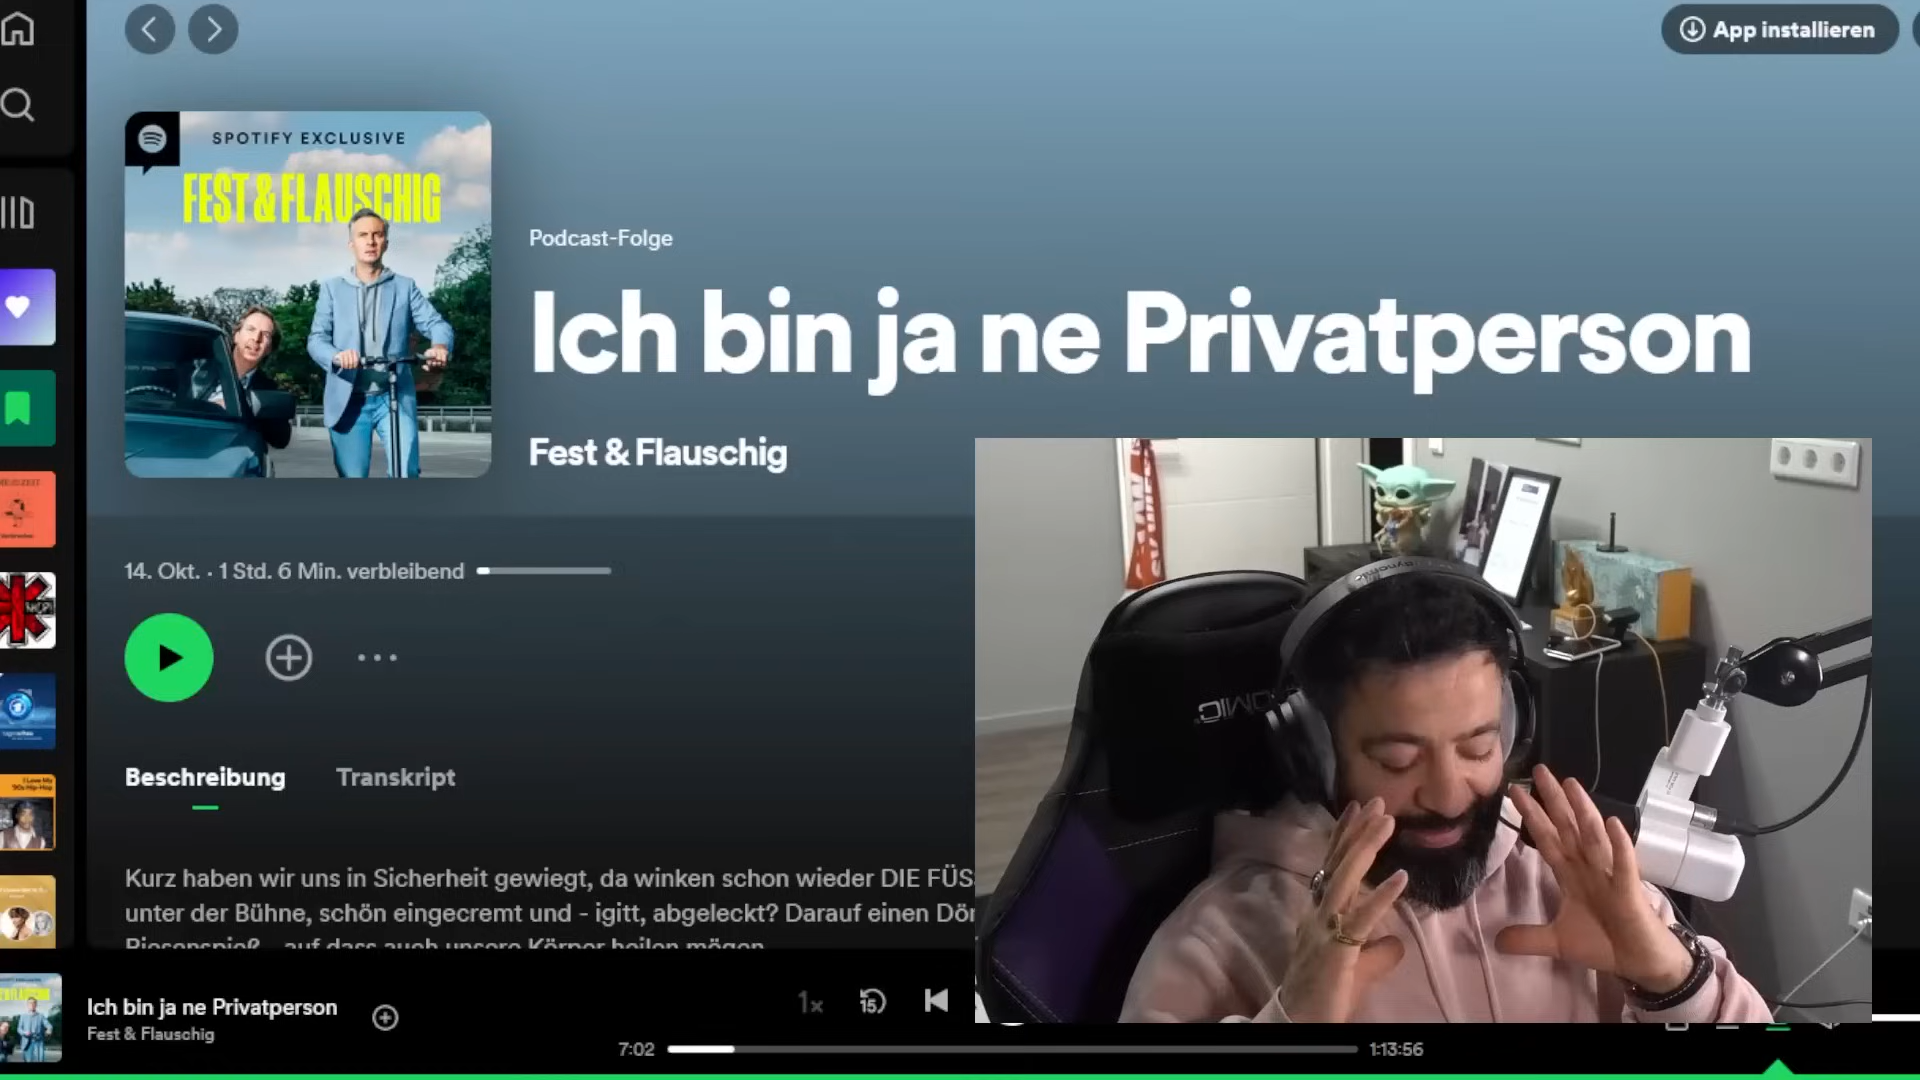 App installieren
SPOTIFY EXCLUSIVE
FEST & FLAUSCHIG
Podcast-Folge
Ich bin ja ne Privatperson
Fest & Flauschig
14. Okt. · 1 Std. 6 Min. verbleibend
Beschreibung
Transkript
Kurz haben wir uns in Sicherheit gewiegt, da winken schon wieder DIE FÜS
unter der Bühne, schön eingecremt und - igitt, abgeleckt? Darauf einen Dön
Ich bin ja ne Privatperson
Fest & Flauschig
1x
15
7:02
1:13:56